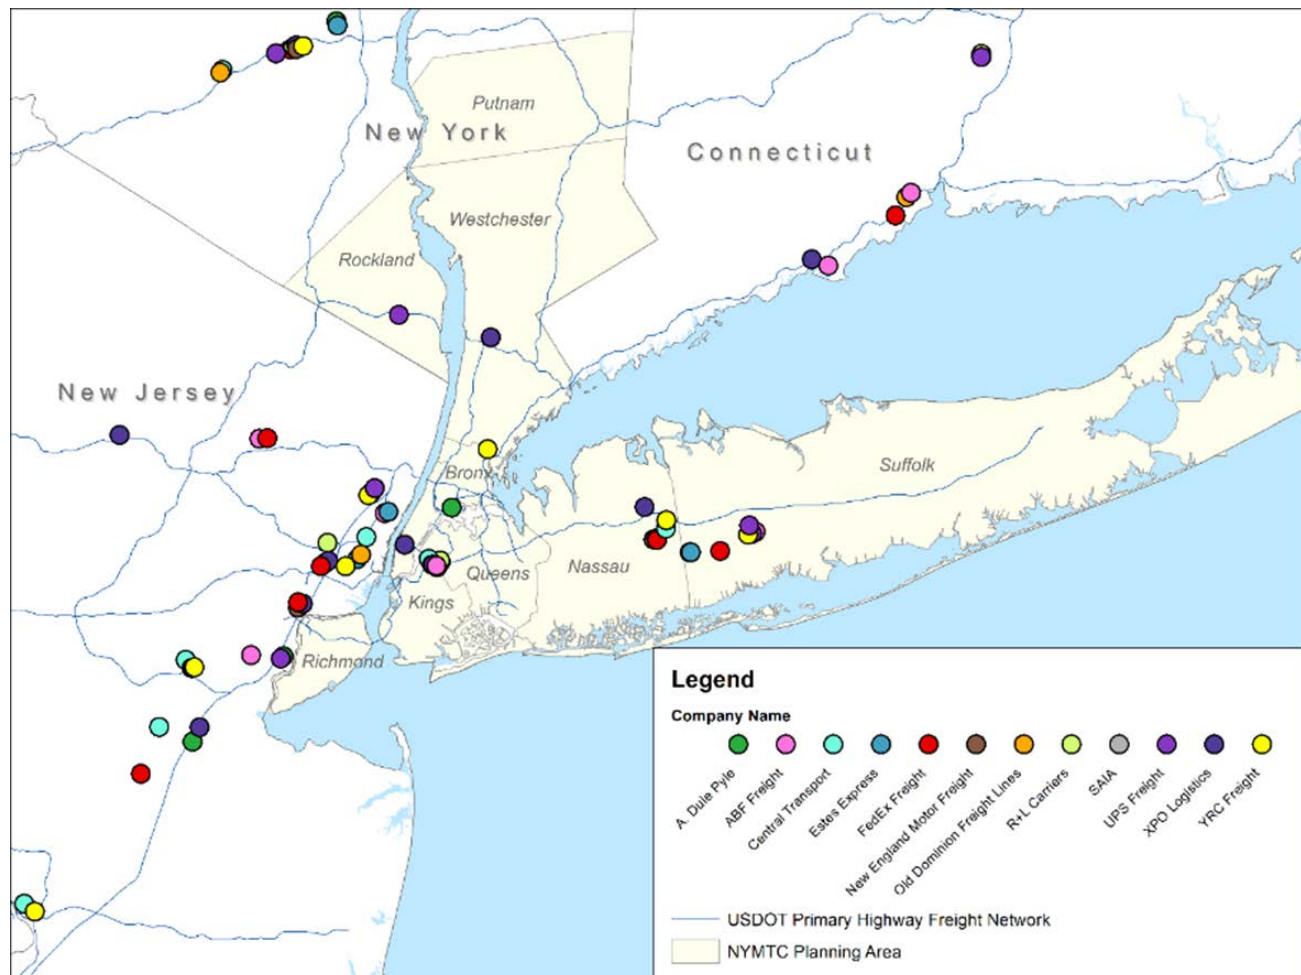 Putnam
New York
Connecticut
Westchester
Rockland
New Jersey
Suffolk
Bronx
Queens
Nassau
Kings
Richmond
Legend
Company Name
A. Duie Pyle
ABF Freight
Central Transport
Estes Express
FedEx Freight
New England Motor Freight
Old Dominion Freight Lines
R+L Carriers
SAIA
UPS Freight
XPO Logistics
YRC Freight
USDOT Primary Highway Freight Network
NYMTC Planning Area